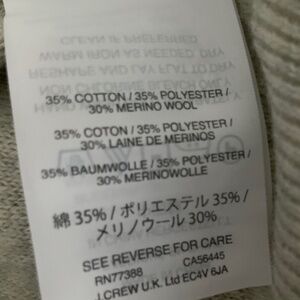 35% COTTON / 35% POLYESTER /
30% MERINO WOOL
35% COTON / 35% POLYESTER /
30% LAINE DE MERINOS
35% BAUMWOLLE / 35% POLYESTER /
30% MERINOWOLLE
綿 35% / ポリエステル 35% /
メリノウール 30%
SEE REVERSE FOR CARE
RN77388 CA56445
J.CREW U.K. Ltd EC4V 6JA